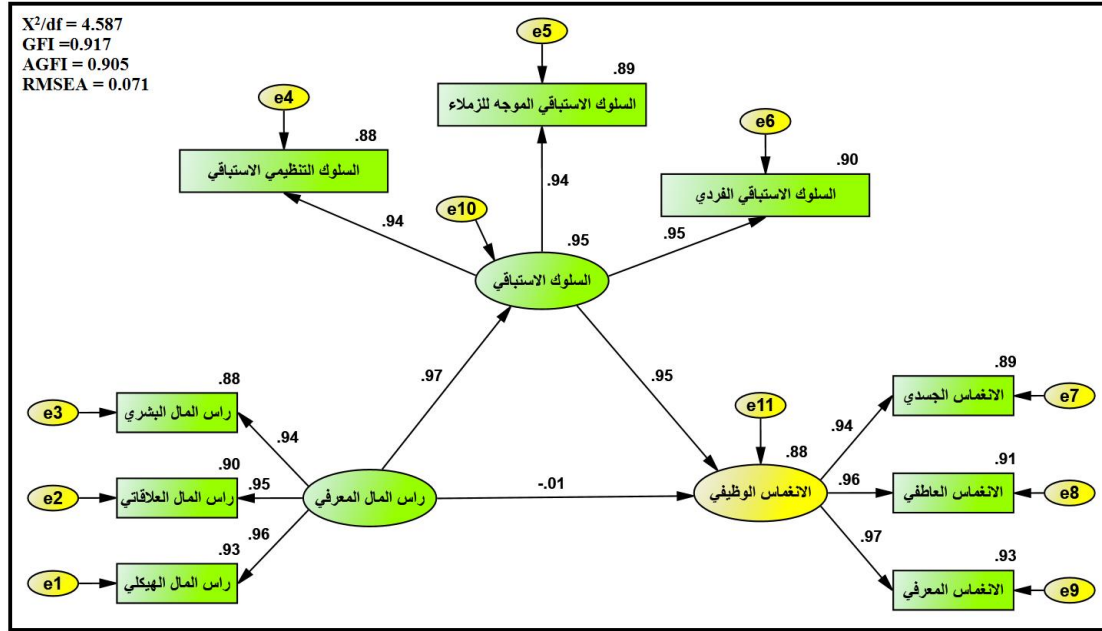 X²/df = 4.587
GFI =0.917
AGFI = 0.905
RMSEA = 0.071
e5
.89
السلوك الاستباقي الموجه للزملاء
e4
.88
السلوك التنظيمي الاستباقي
e6
.90
السلوك الاستباقي الفردي
.94
.94
.95
e10
.95
السلوك الاستباقي
.97
.95
e3
.88
راس المال البشري
.94
e2
.90
راس المال العلاقاتي
.95
e1
.93
راس المال الهيكلي
.96
راس المال المعرفي
-.01
e11
.88
الانغماس الوظيفي
.94
.89
الانغماس الجسدي
e7
.96
.91
الانغماس العاطفي
e8
.97
.93
الانغماس المعرفي
e9